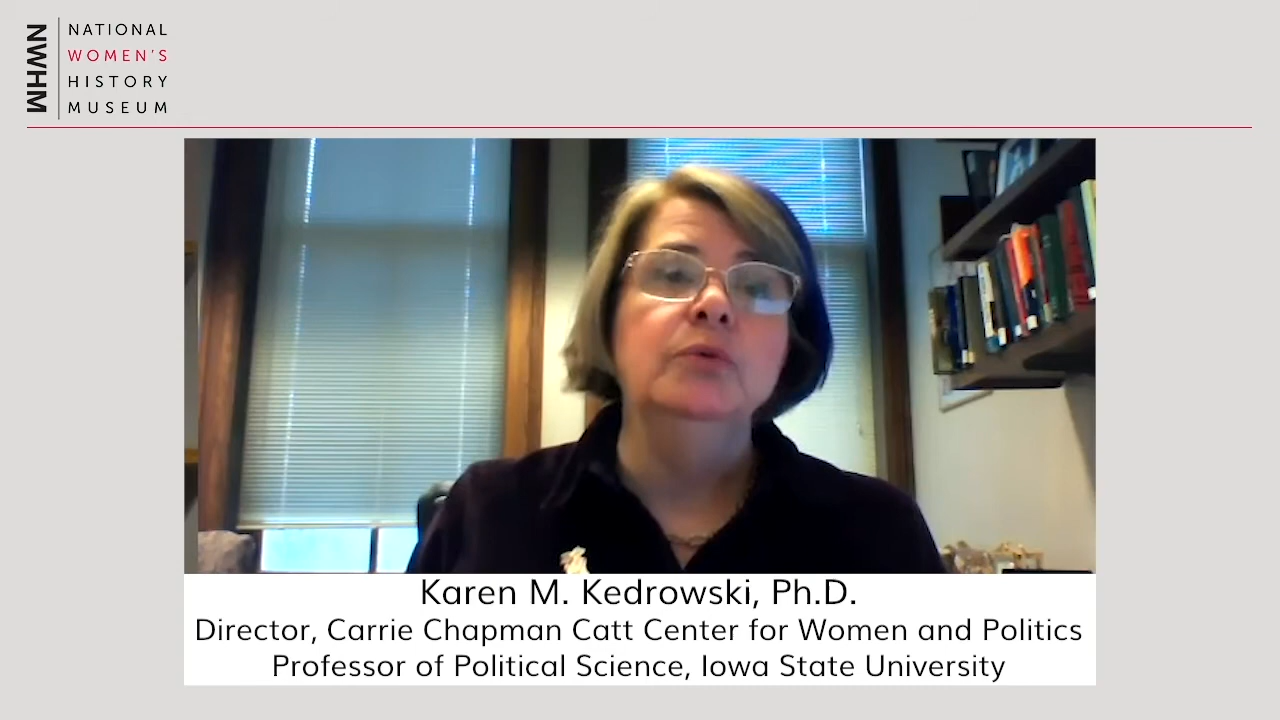 NWHM
NATIONAL
WOMEN'S
HISTORY
MUSEUM
Karen M. Kedrowski, Ph.D.
Director, Carrie Chapman Catt Center for Women and Politics
Professor of Political Science, Iowa State University